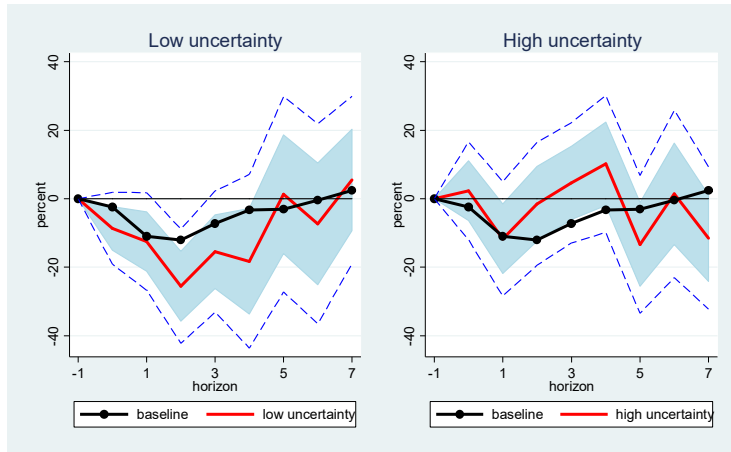 Low uncertainty
percent
40
20
0
-20
-40
-1 1 3 5 7
horizon
baseline low uncertainty
High uncertainty
percent
40
20
0
-20
-40
-1 1 3 5 7
horizon
baseline high uncertainty